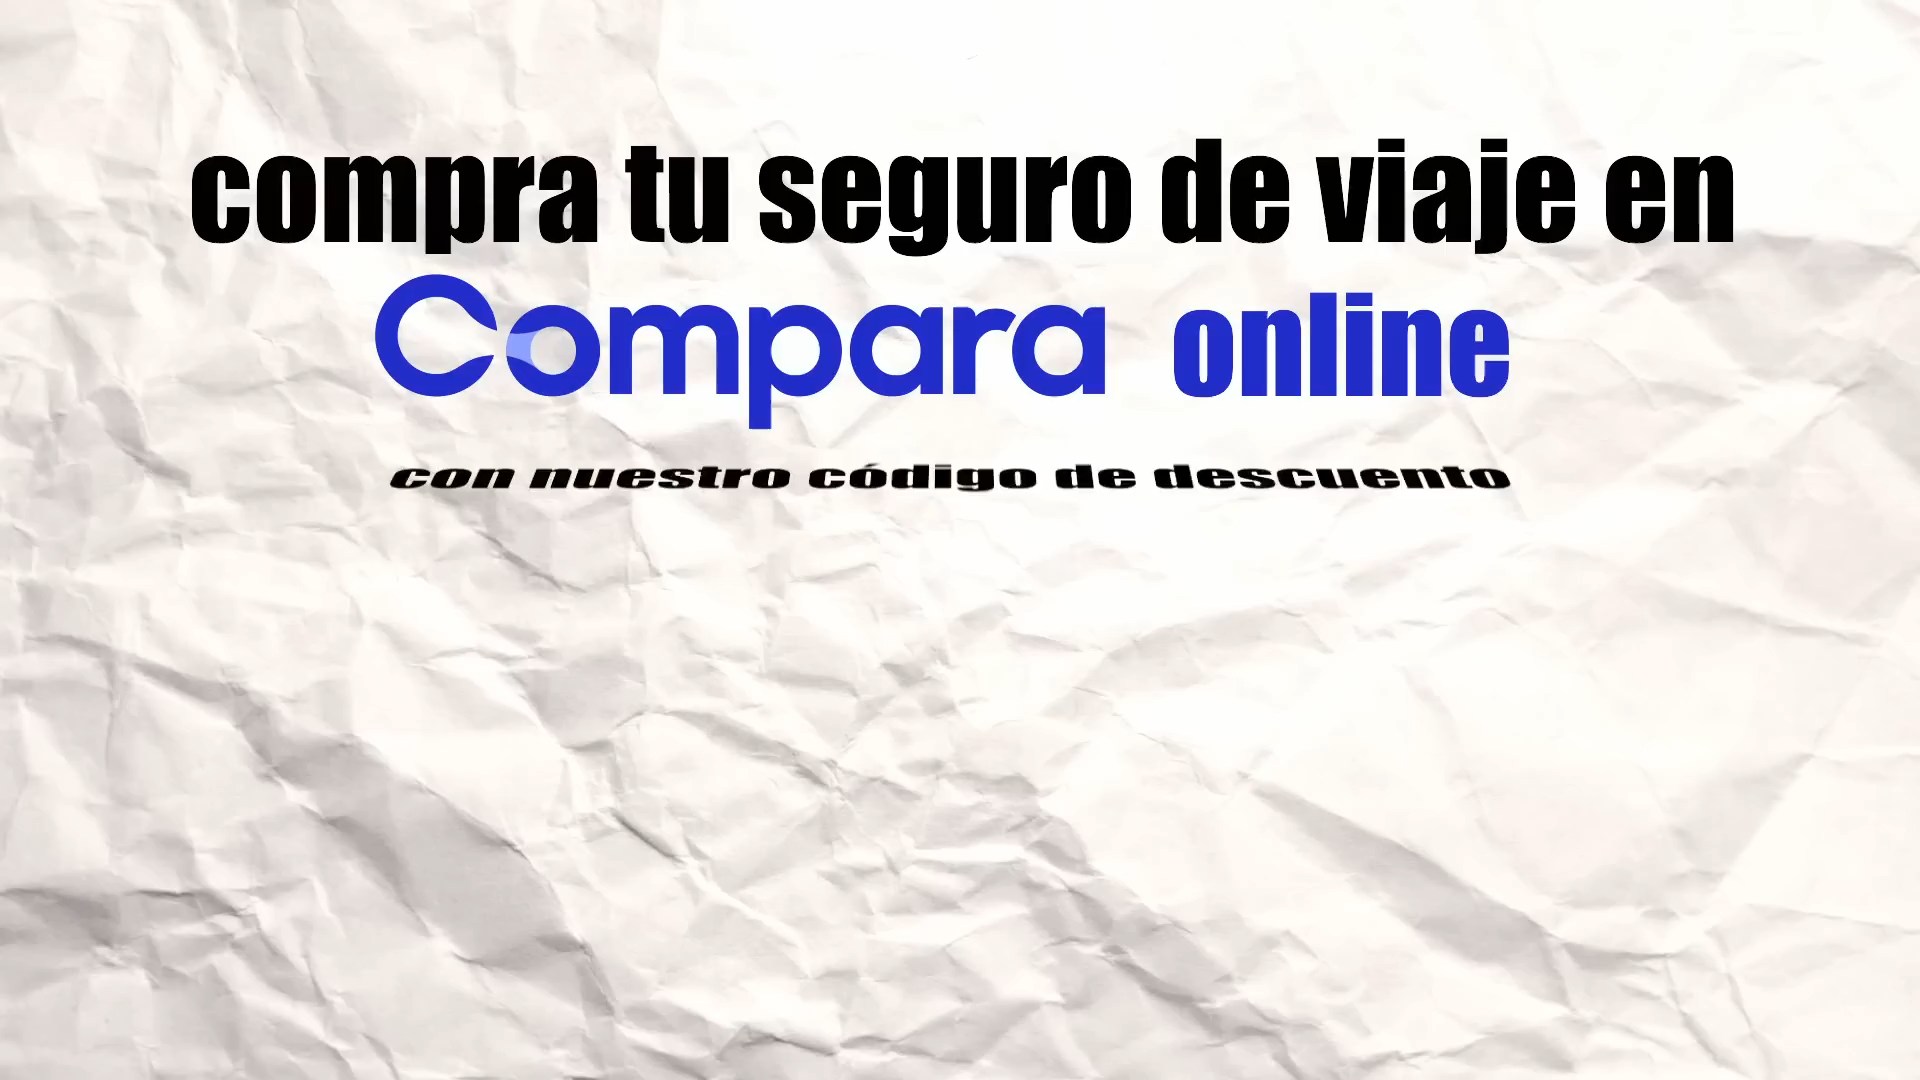 compra tu seguro de viaje en
Compara online
con nuestro código de descuento